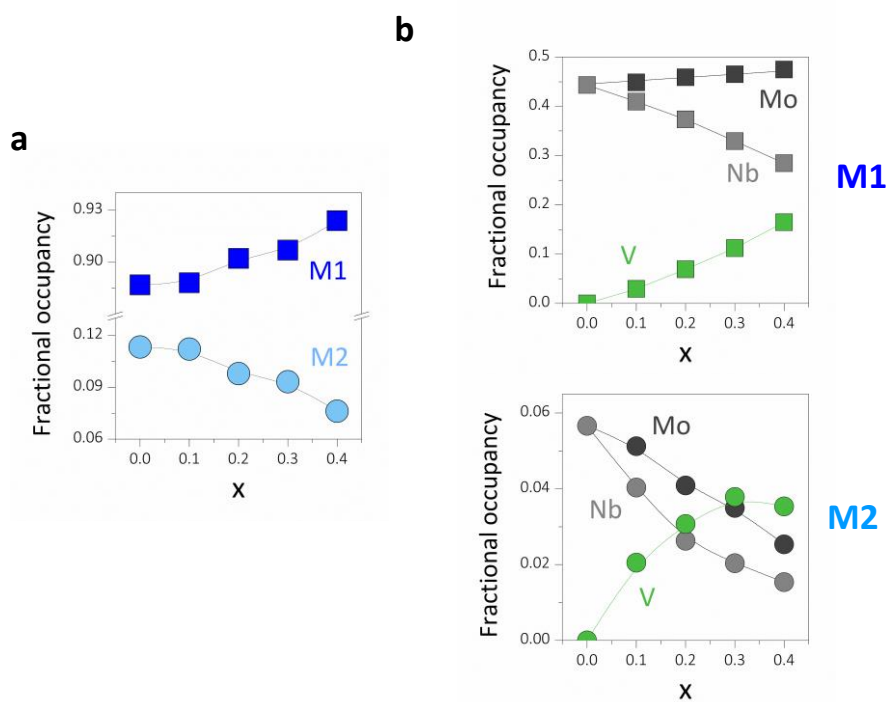 b
a
Fractional occupancy
0.93
0.90
0.12
0.09
0.06
M1
M2
0.0 0.1 0.2 0.3 0.4
x
Fractional occupancy
0.5
0.4
0.3
0.2
0.1
0.0
Mo
Nb
V
0.0 0.1 0.2 0.3 0.4
x
M1
Fractional occupancy
0.06
0.04
0.02
0.00
Mo
Nb
V
0.0 0.1 0.2 0.3 0.4
x
M2